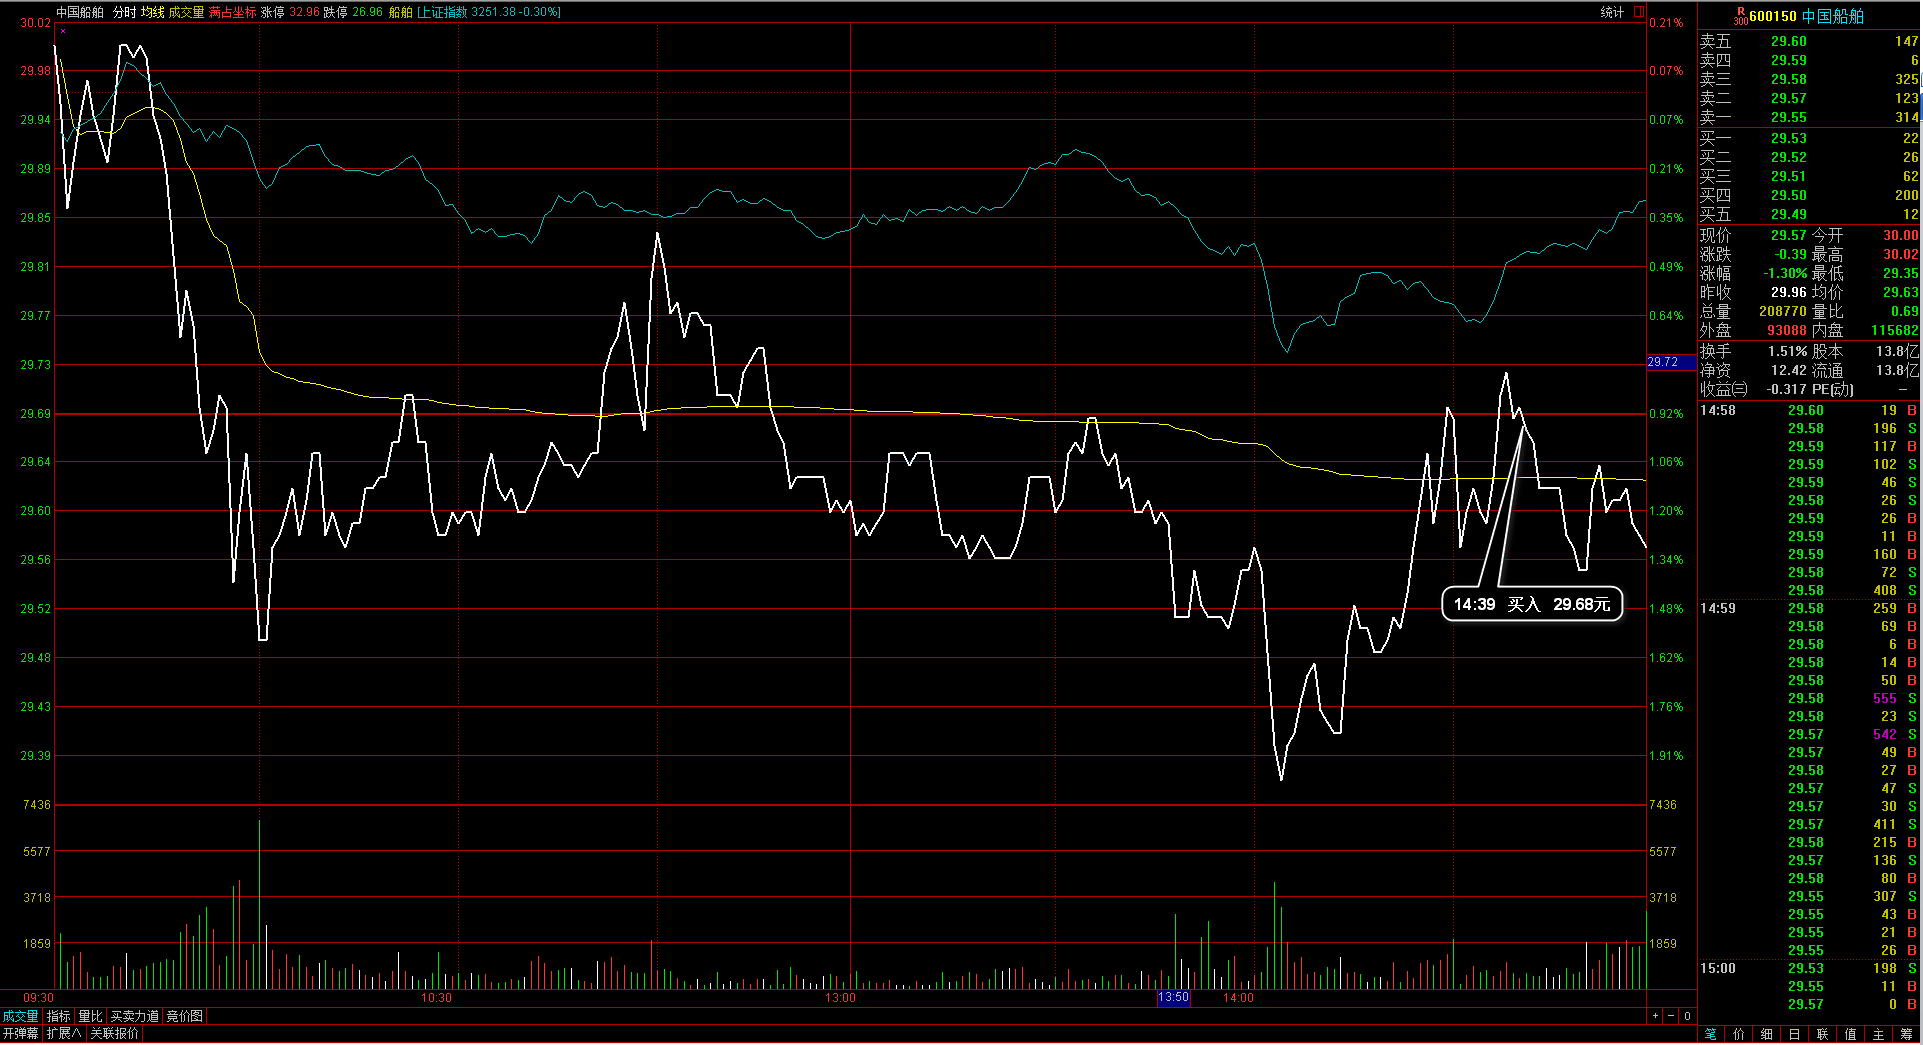 中国船舶 分时 均线 成交量 满占坐标 涨停 32.96 跌停 26.96 船舶 [上证指数 3251.38 -0.30%]
统计
30.02
29.98
29.94
29.89
29.85
29.81
29.77
29.73
29.69
29.64
29.60
29.56
29.52
29.48
29.43
29.39
7436
5577
3718
1859
0.21%
0.07%
0.07%
0.21%
0.35%
0.49%
0.64%
29.72
0.92%
1.06%
1.20%
1.34%
1.48%
1.62%
1.76%
1.91%
7436
5577
3718
1859
14:39 买入 29.68元
09:30 10:30 13:00 13:50 14:00
成交量 指标 量比 买卖力道 竞价图
+ - 0
开弹幕 扩展∧ 关联报价
R
300 600150 中国船舶
卖五 29.60 147
卖四 29.59 6
卖三 29.58 325
卖二 29.57 123
卖一 29.55 314
买一 29.53 22
买二 29.52 26
买三 29.51 62
买四 29.50 200
买五 29.49 12
现价 29.57 今开 30.00
涨跌 -0.39 最高 30.02
涨幅 -1.30% 最低 29.35
昨收 29.96 均价 29.63
总量 208770 量比 0.69
外盘 93088 内盘 115682
换手 1.51% 股本 13.8亿
净资 12.42 流通 13.8亿
收益㈢ -0.317 PE(动) —
14:58 29.60 19 B
29.58 196 S
29.59 117 B
29.59 102 S
29.59 46 S
29.58 26 S
29.59 26 B
29.59 11 B
29.59 160 B
29.58 72 S
29.58 408 S
14:59 29.58 259 B
29.58 69 B
29.58 6 B
29.58 14 B
29.58 50 B
29.58 555 S
29.58 23 S
29.57 542 S
29.57 49 B
29.58 27 B
29.57 47 S
29.57 30 S
29.57 411 S
29.58 215 B
29.57 136 S
29.58 80 B
29.55 307 S
29.55 43 B
29.55 21 B
29.55 26 B
15:00 29.53 198 S
29.55 11 B
29.57 0 B
笔 价 细 日 联 值 主 筹